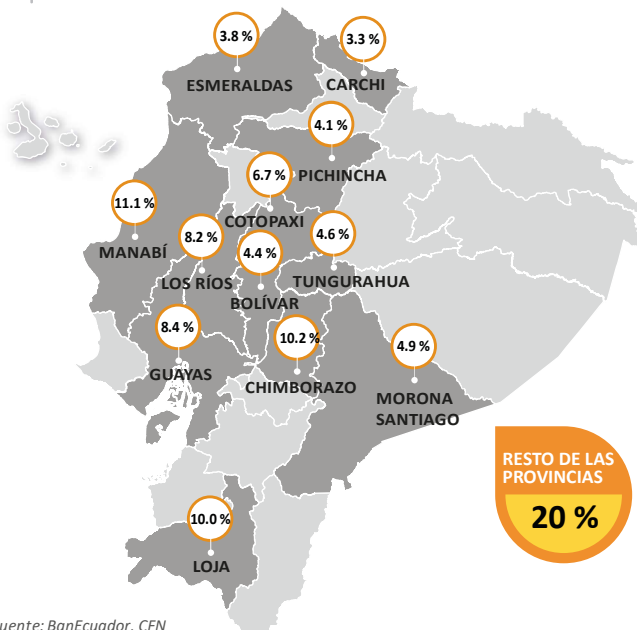 3.8 %
ESMERALDAS
3.3 %
CARCHI
4.1 %
PICHINCHA
6.7 %
COTOPAXI
11.1 %
MANABÍ
8.2 %
LOS RÍOS
4.4 %
BOLÍVAR
4.6 %
TUNGURAHUA
8.4 %
GUAYAS
10.2 %
CHIMBORAZO
4.9 %
MORONA
SANTIAGO
RESTO DE LAS
PROVINCIAS
20 %
10.0 %
LOJA
uente: BanEcuador, CFN